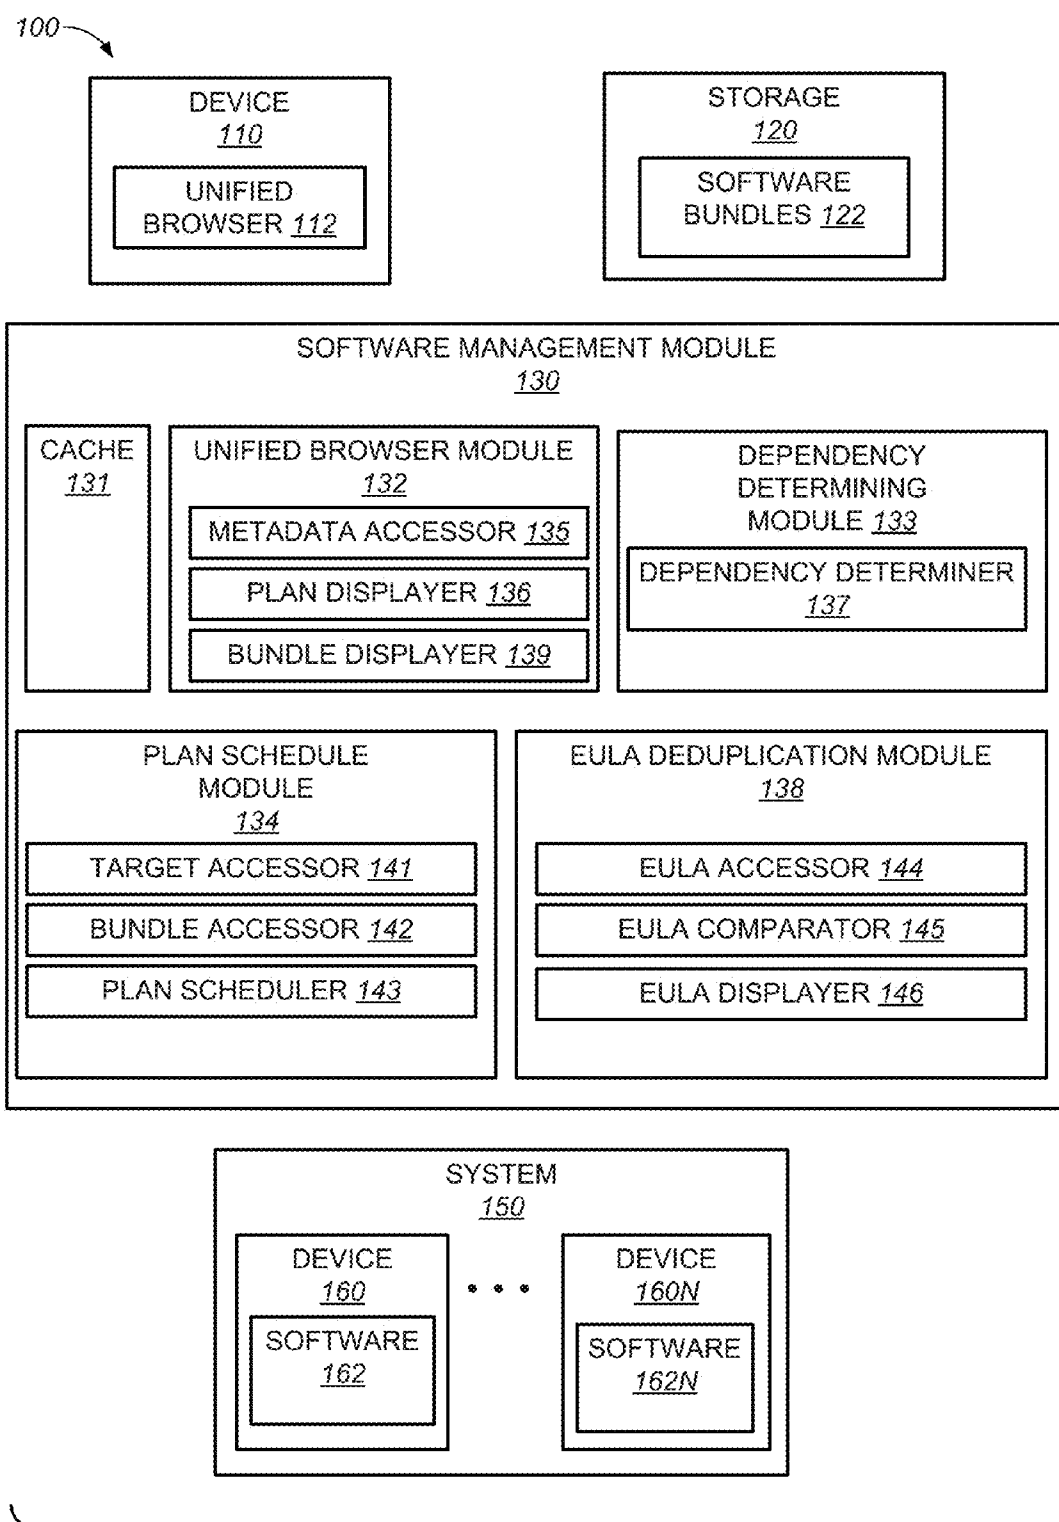 100
DEVICE
110
UNIFIED
BROWSER 112
STORAGE
120
SOFTWARE
BUNDLES 122
SOFTWARE MANAGEMENT MODULE
130
CACHE
131
UNIFIED BROWSER MODULE
132
METADATA ACCESSOR 135
PLAN DISPLAYER 136
BUNDLE DISPLAYER 139
DEPENDENCY
DETERMINING
MODULE 133
DEPENDENCY DETERMINER
137
PLAN SCHEDULE
MODULE
134
TARGET ACCESSOR 141
BUNDLE ACCESSOR 142
PLAN SCHEDULER 143
EULA DEDUPLICATION MODULE
138
EULA ACCESSOR 144
EULA COMPARATOR 145
EULA DISPLAYER 146
SYSTEM
150
DEVICE
160
SOFTWARE
162
• • •
DEVICE
160N
SOFTWARE
162N